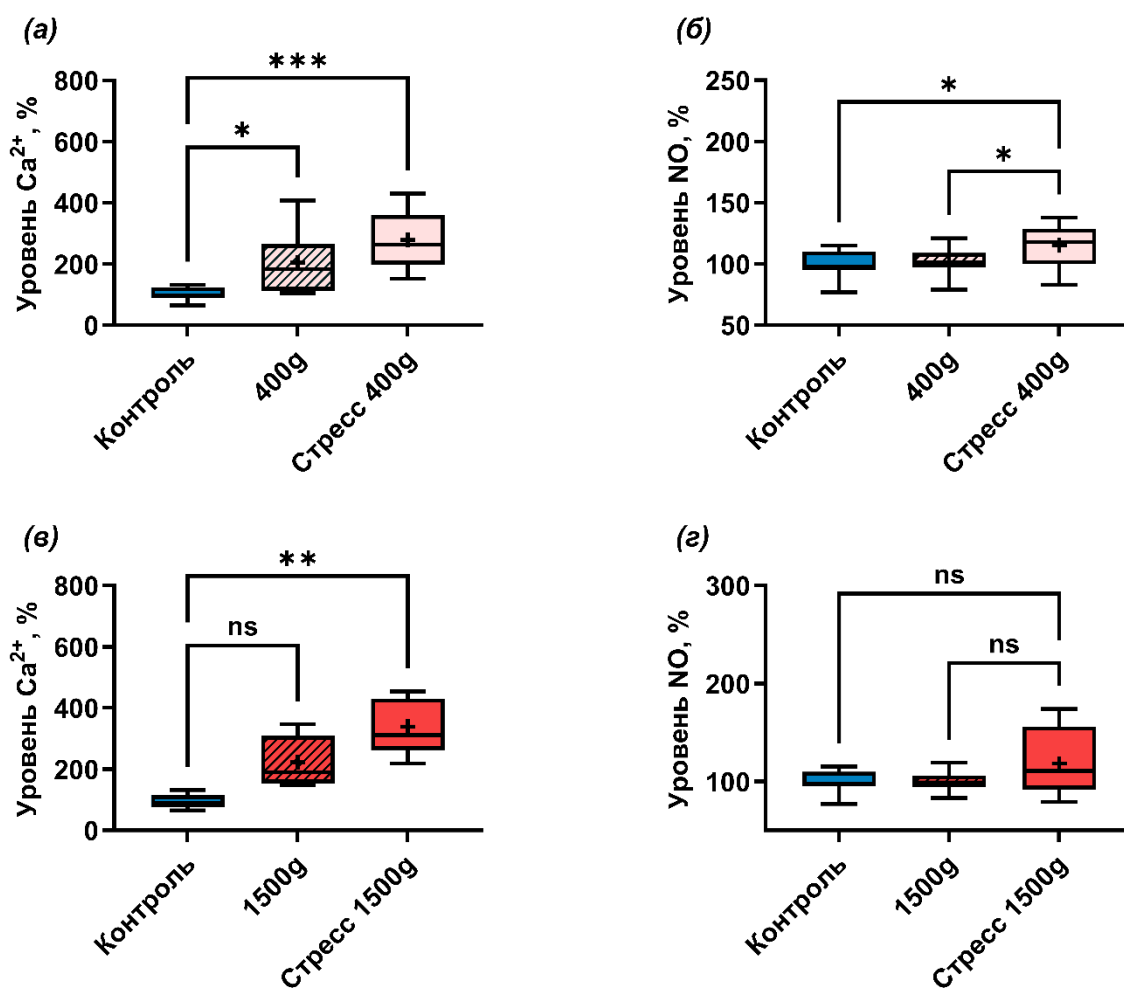 (а)
***
*
Уровень Ca²⁺, %
800
600
400
200
0
Контроль
400g
Стресс 400g
(б)
*
*
Уровень NO, %
250
200
150
100
50
Контроль
400g
Стресс 400g
(в)
**
ns
Уровень Ca²⁺, %
800
600
400
200
0
Контроль
1500g
Стресс 1500g
(г)
ns
ns
Уровень NO, %
300
200
100
Контроль
1500g
Стресс 1500g